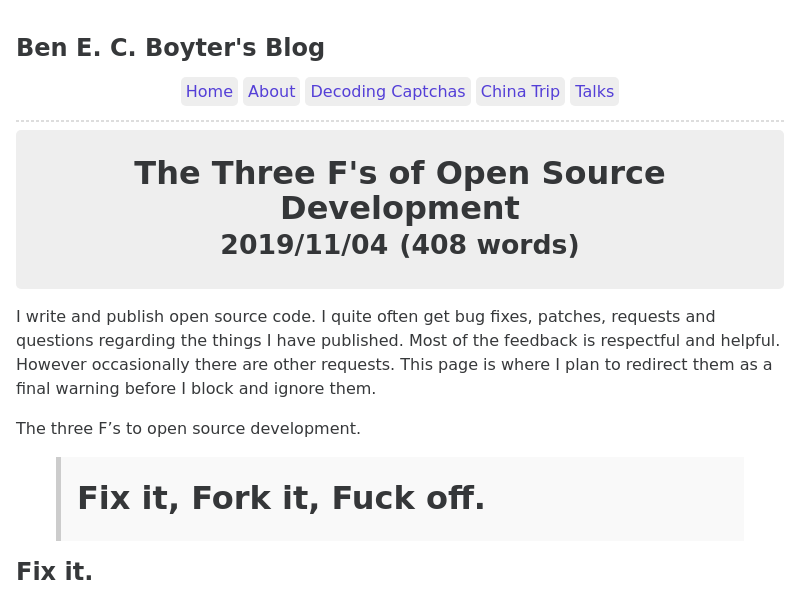 Ben E. C. Boyter's Blog
Home About Decoding Captchas China Trip Talks
The Three F's of Open Source
Development
2019/11/04 (408 words)
I write and publish open source code. I quite often get bug fixes, patches, requests and
questions regarding the things I have published. Most of the feedback is respectful and helpful.
However occasionally there are other requests. This page is where I plan to redirect them as a
final warning before I block and ignore them.
The three F’s to open source development.
Fix it, Fork it, Fuck off.
Fix it.